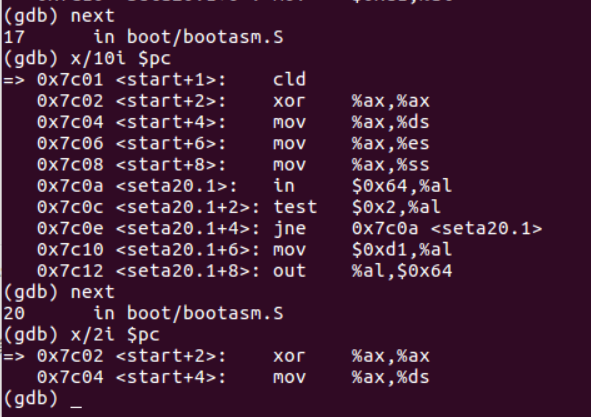 (gdb) next
17      in boot/bootasm.S
(gdb) x/10i $pc
=> 0x7c01 <start+1>:    cld
   0x7c02 <start+2>:    xor    %ax,%ax
   0x7c04 <start+4>:    mov    %ax,%ds
   0x7c06 <start+6>:    mov    %ax,%es
   0x7c08 <start+8>:    mov    %ax,%ss
   0x7c0a <seta20.1>:   in     $0x64,%al
   0x7c0c <seta20.1+2>: test   $0x2,%al
   0x7c0e <seta20.1+4>: jne    0x7c0a <seta20.1>
   0x7c10 <seta20.1+6>: mov    $0xd1,%al
   0x7c12 <seta20.1+8>: out    %al,$0x64
(gdb) next
20      in boot/bootasm.S
(gdb) x/2i $pc
=> 0x7c02 <start+2>:    xor    %ax,%ax
   0x7c04 <start+4>:    mov    %ax,%ds
(gdb) _